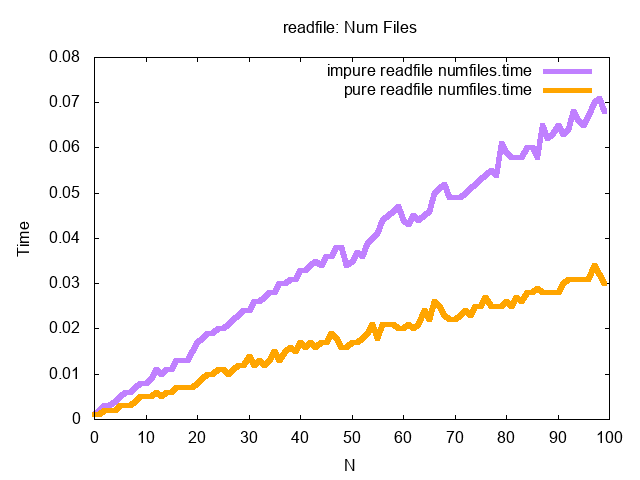 readfile: Num Files
0.08
impure readfile numfiles.time
pure readfile numfiles.time
0.07
0.06
0.05
Time
0.04
0.03
0.02
0.01
0
0 10 20 30 40 50 60 70 80 90 100
N